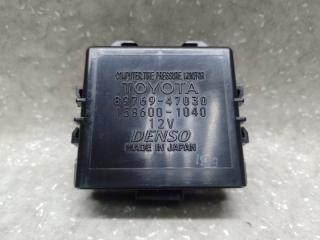 COMPUTER,TIRE PRESSURE MONITOR
TOYOTA
89769-47030
158600-1040
12V
DENSO
MADE IN JAPAN